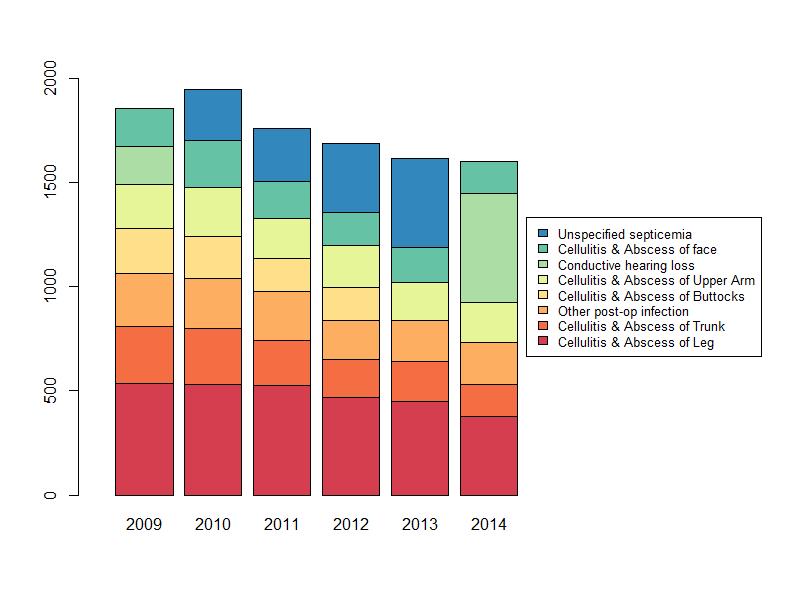 2000
1500
1000
500
0
2009 2010 2011 2012 2013 2014
Unspecified septicemia
Cellulitis & Abscess of face
Conductive hearing loss
Cellulitis & Abscess of Upper Arm
Cellulitis & Abscess of Buttocks
Other post-op infection
Cellulitis & Abscess of Trunk
Cellulitis & Abscess of Leg